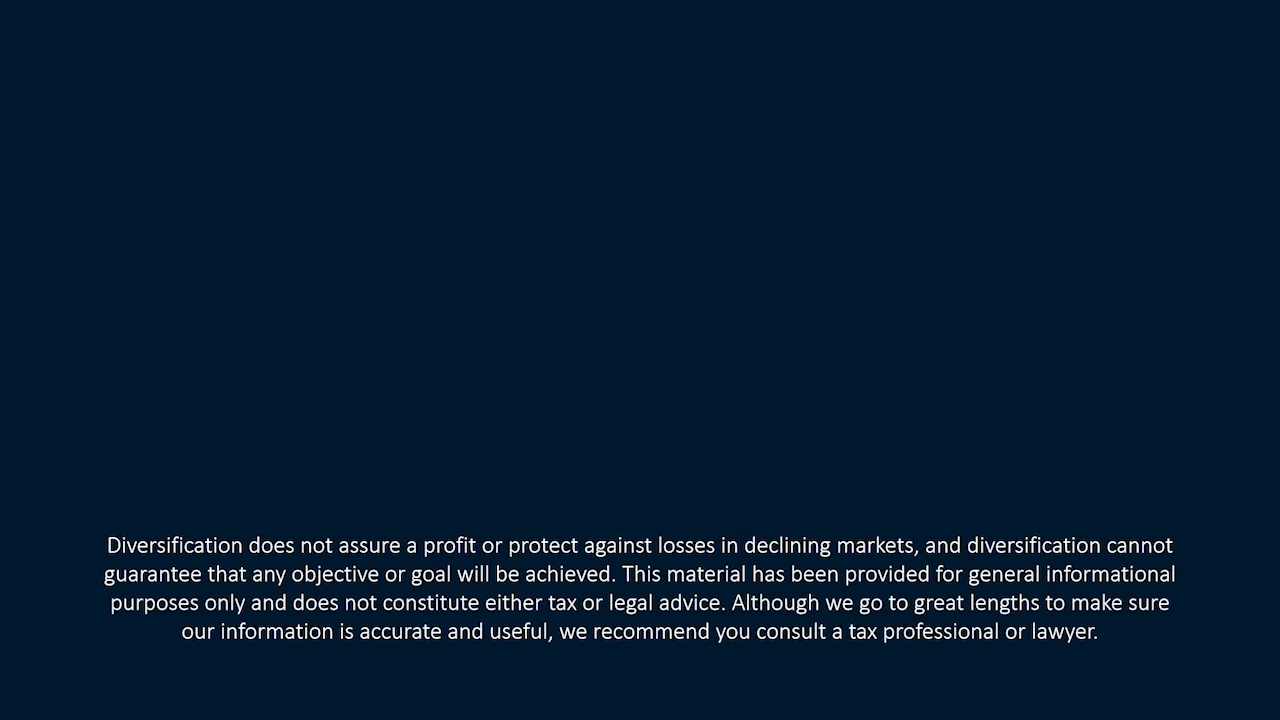 Diversification does not assure a profit or protect against losses in declining markets, and diversification cannot
guarantee that any objective or goal will be achieved. This material has been provided for general informational
purposes only and does not constitute either tax or legal advice. Although we go to great lengths to make sure
our information is accurate and useful, we recommend you consult a tax professional or lawyer.